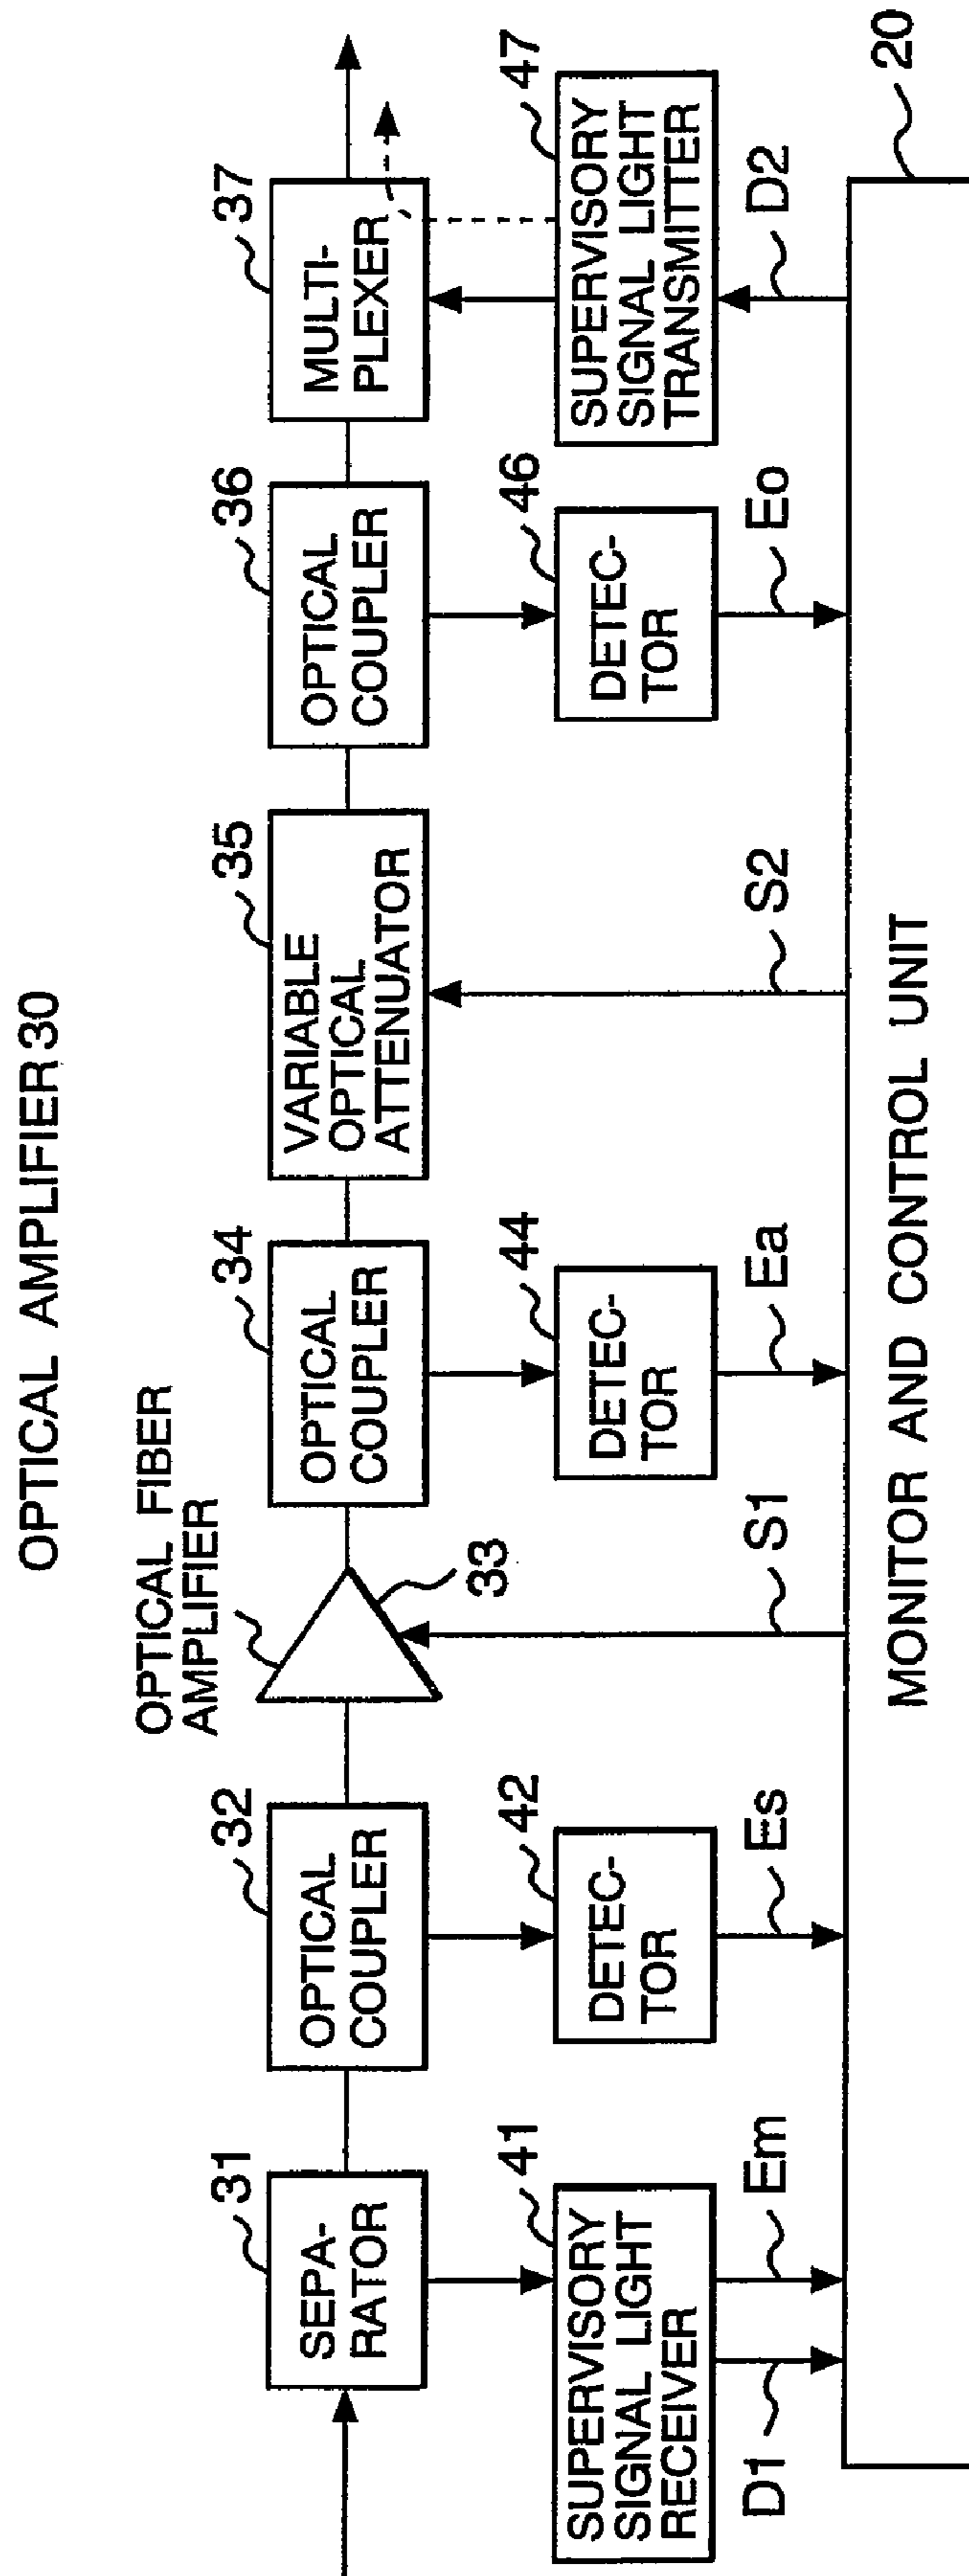 OPTICAL AMPLIFIER 30
OPTICAL FIBER
AMPLIFIER
33
31
SEPA-
RATOR
32
OPTICAL
COUPLER
34
OPTICAL
COUPLER
35
VARIABLE
OPTICAL
ATTENUATOR
36
OPTICAL
COUPLER
37
MULTI-
PLEXER
41
SUPERVISORY
SIGNAL LIGHT
RECEIVER
42
DETEC-
TOR
44
DETEC-
TOR
46
DETEC-
TOR
47
SUPERVISORY
SIGNAL LIGHT
TRANSMITTER
D1
Em
Es
S1
Ea
S2
Eo
D2
MONITOR AND CONTROL UNIT
20